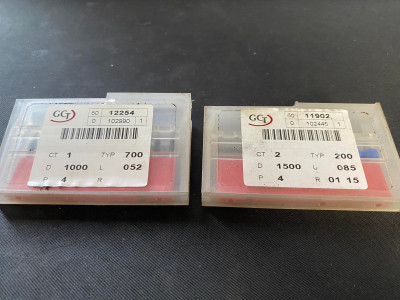 GCT
50 12254
0 102990 1
CT 1 TYP 700
D 1000 L 052
P 4 R
GCT
50 11902
0 102445 1
CT 2 TYP 200
D 1500 L 085
P 4 R 01 15